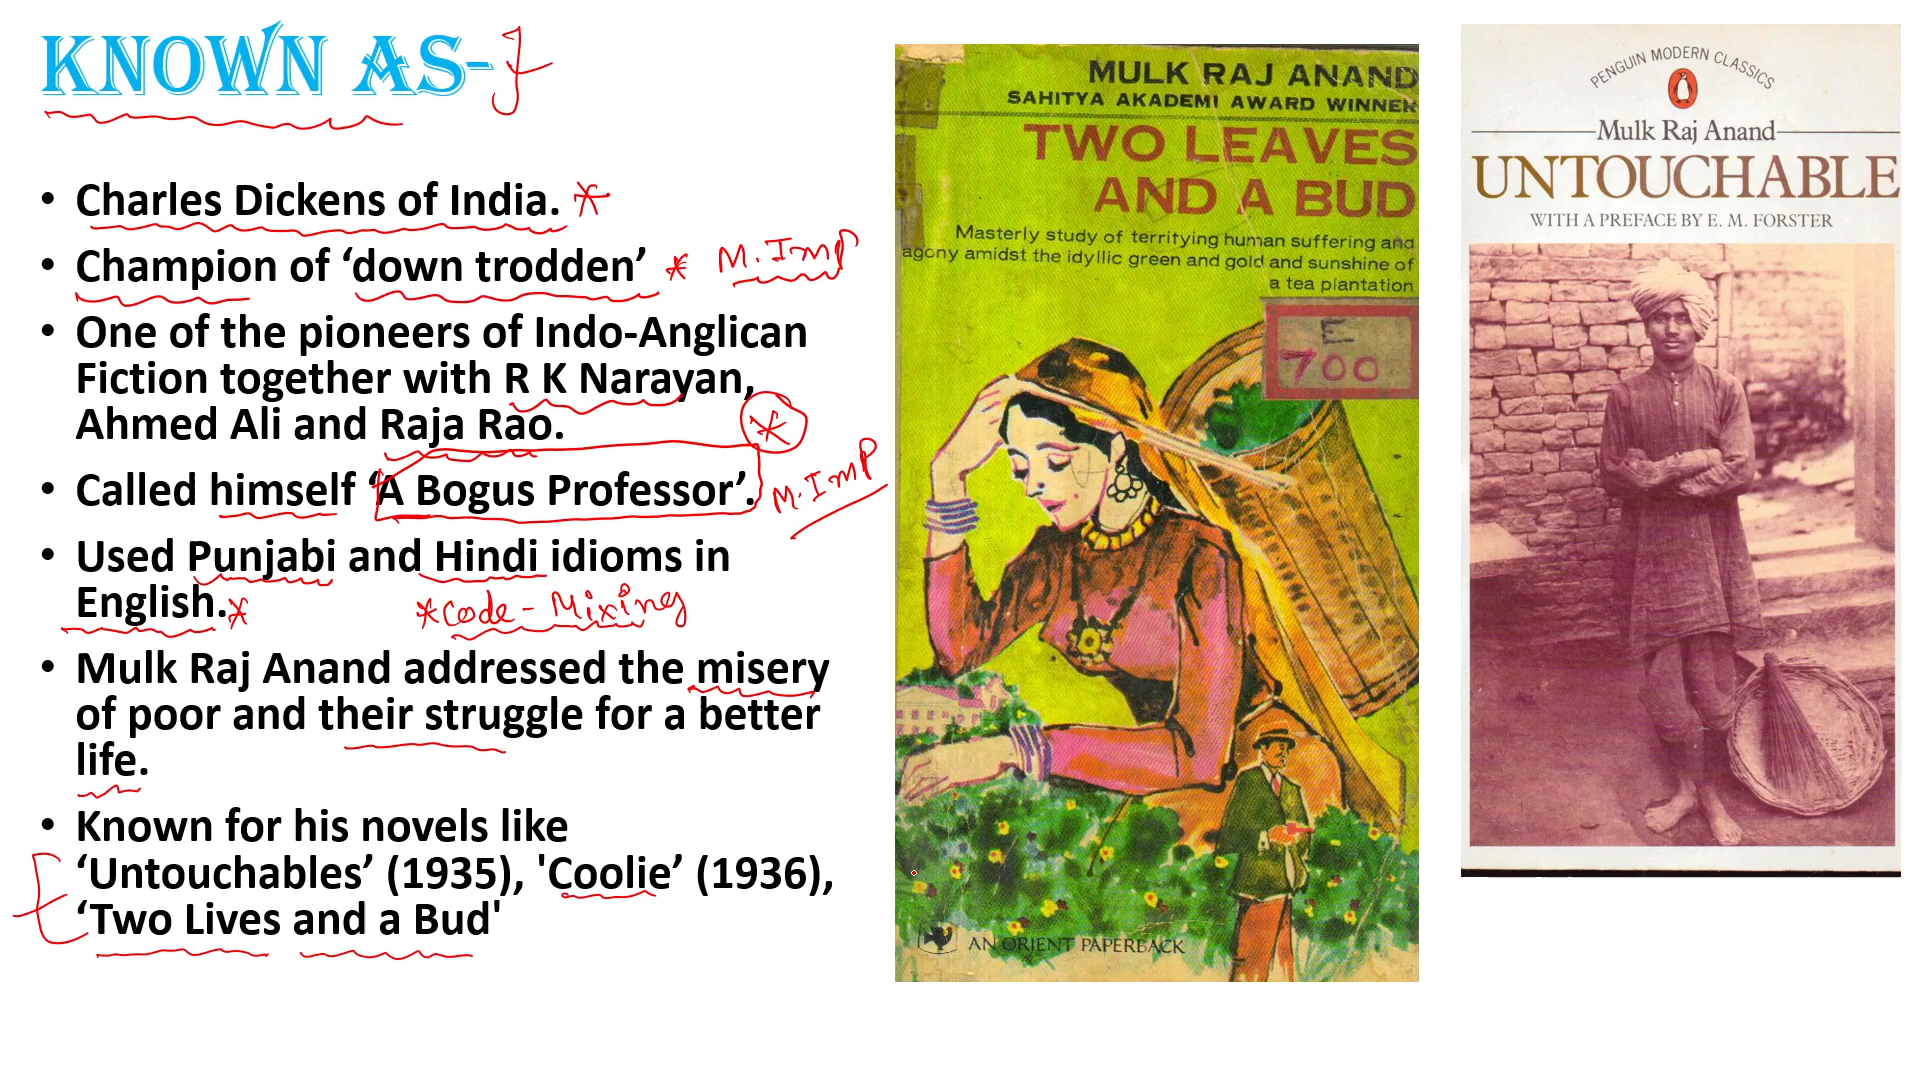 KNOWN AS-
• Charles Dickens of India. *
• Champion of ‘down trodden’ * M. Imp
• One of the pioneers of Indo-Anglican
Fiction together with R K Narayan,
Ahmed Ali and Raja Rao. *
• Called himself ‘A Bogus Professor’. M. Imp
• Used Punjabi and Hindi idioms in
English. * * Code-Mixing
• Mulk Raj Anand addressed the misery
of poor and their struggle for a better
life.
• Known for his novels like
‘Untouchables’ (1935), 'Coolie’ (1936),
‘Two Lives and a Bud'
MULK RAJ ANAND
SAHITYA AKADEMI AWARD WINNER
TWO LEAVES
AND A BUD
Masterly study of territying human suffering and
agony amidst the idyllic green and gold and sunshine of
a tea plantation
E
700
AN ORIENT PAPERBACK
PENGUIN MODERN CLASSICS
Mulk Raj Anand
UNTOUCHABLE
WITH A PREFACE BY E. M. FORSTER